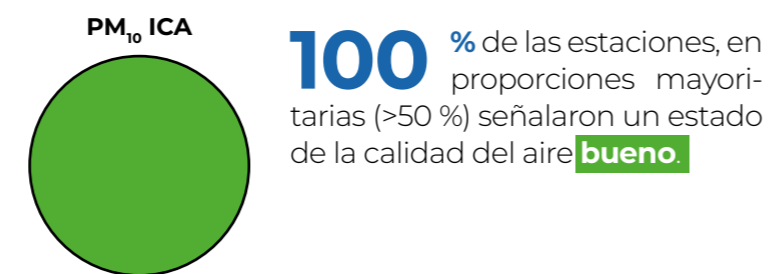 PM10 ICA
100 % de las estaciones, en
proporciones mayori-
tarias (>50 %) señalaron un estado
de la calidad del aire bueno.